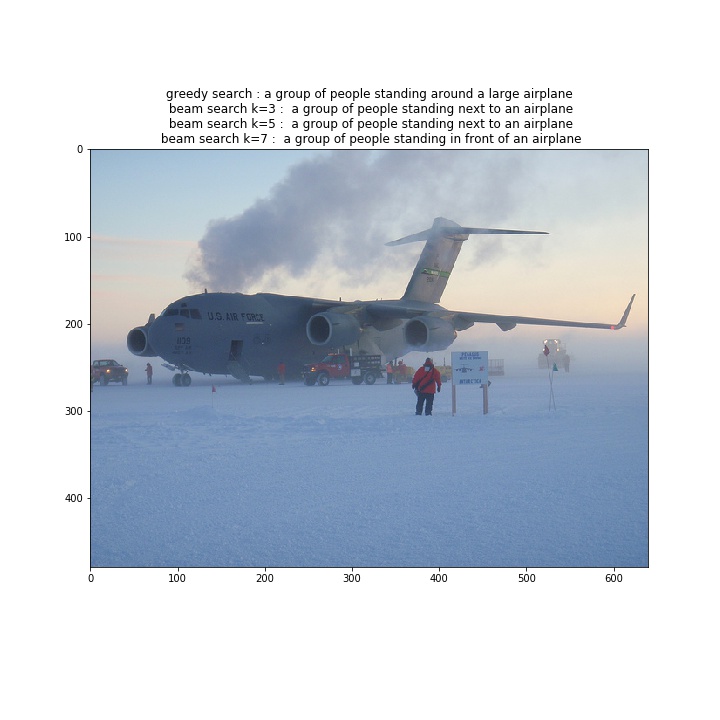 greedy search : a group of people standing around a large airplane
beam search k=3 :  a group of people standing next to an airplane
beam search k=5 :  a group of people standing next to an airplane
beam search k=7 :  a group of people standing in front of an airplane
0
100
200
300
400
0 100 200 300 400 500 600
U.S. AIR FORCE